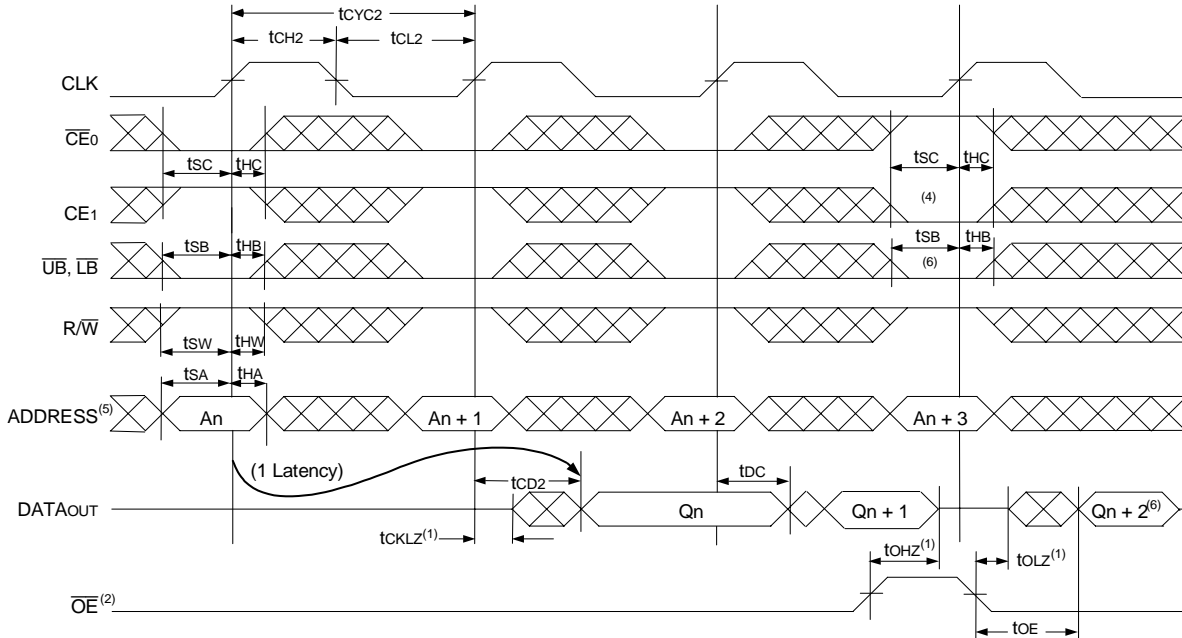 tCYC2
tCH2 tCL2
CLK
CE0
tSC tHC tSC tHC
CE1 (4)
tSB tHB tSB tHB
UB, LB (6)
R/W
tSW tHW
tSA tHA
ADDRESS(5) An An + 1 An + 2 An + 3
(1 Latency) tCD2 tDC
DATAOUT Qn Qn + 1 Qn + 2(6)
tCKLZ(1) tOHZ(1) tOLZ(1)
OE(2)
tOE